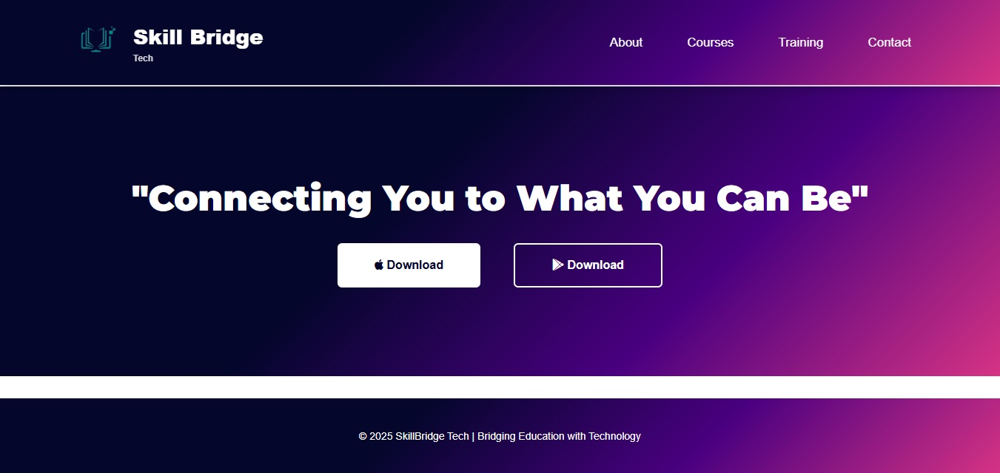 Skill Bridge
Tech
About Courses Training Contact
"Connecting You to What You Can Be"
Download Download
© 2025 SkillBridge Tech | Bridging Education with Technology